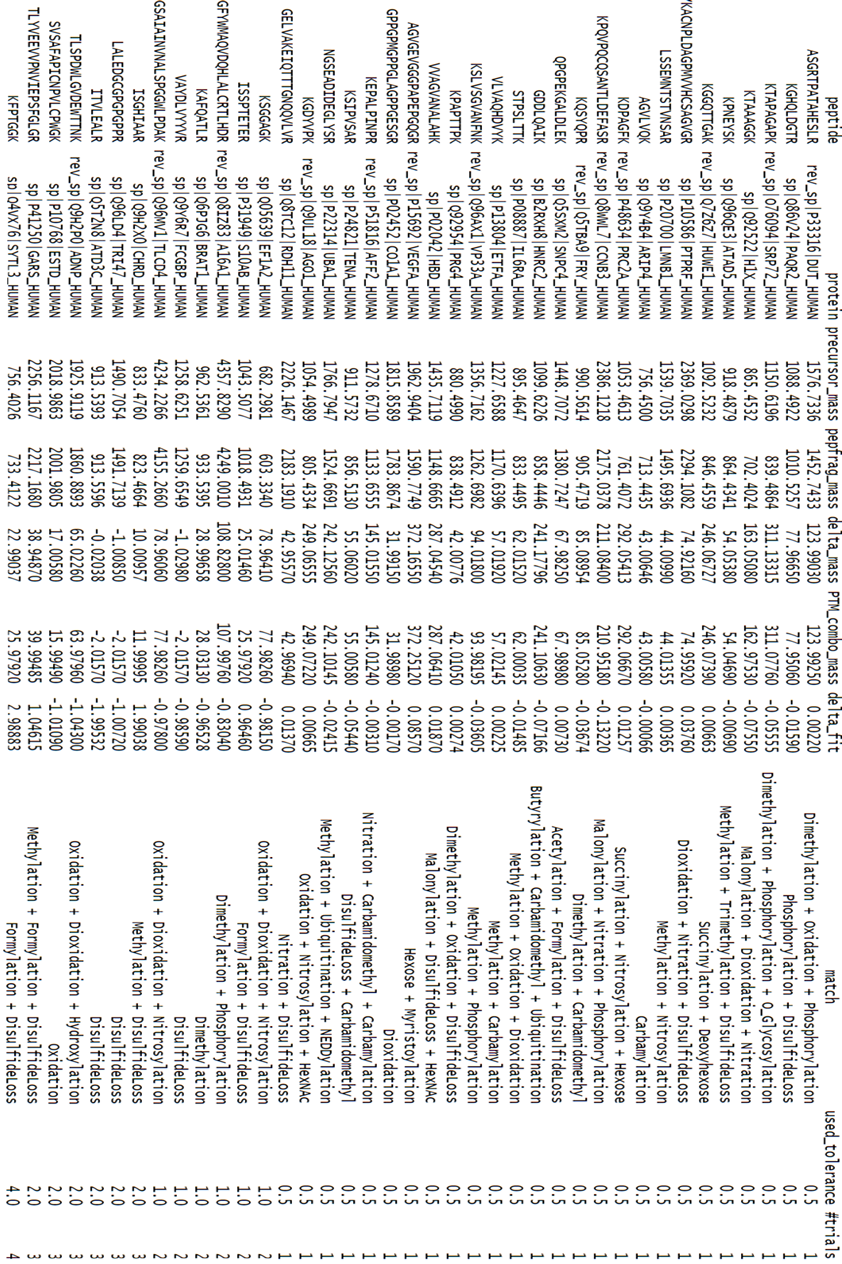 peptide protein precursor_mass pepfrag_mass delta_mass PTM_combo_mass delta_fit match used_tolerance #trials
ASGRTPATAHESLR rev_sp|P33316|DUT_HUMAN 1576.7336 1452.7433 123.99030 123.99250 0.00220 Dimethylation + Oxidation + Phosphorylation 0.5 1
KGHQLDGTR sp|Q86V24|PAQR2_HUMAN 1088.4922 1010.5257 77.96650 77.95060 -0.01590 Phosphorylation + DisulfideLoss 0.5 1
KTAPAGAPK rev_sp|O76094|SRP72_HUMAN 1150.6196 839.4864 311.13315 311.07760 -0.05555 Dimethylation + Phosphorylation + O_Glycosylation 0.5 1
KTAAAGGK sp|Q92522|H1X_HUMAN 865.4532 702.4024 163.05080 162.97530 -0.07550 Malonylation + Dioxidation + Nitration 0.5 1
KPNEYSK sp|Q96QE3|ATAD5_HUMAN 918.4879 864.4341 54.05380 54.04690 -0.00690 Methylation + Trimethylation + DisulfideLoss 0.5 1
KGQQTTGAK rev_sp|Q7Z6Z7|HUWE1_HUMAN 1092.5232 846.4559 246.06727 246.07390 0.00663 Succinylation + Deoxyhexose 0.5 1
YKACNPLDAGPMVVHCSAGVGR sp|P10586|PTPRF_HUMAN 2369.0298 2294.1082 74.92160 74.95920 0.03760 Dioxidation + Nitration + DisulfideLoss 0.5 1
LSSEMNTSTVNSAR sp|P20700|LMNB1_HUMAN 1539.7035 1495.6936 44.00990 44.01355 0.00365 Methylation + Nitrosylation 0.5 1
AGVLVQK sp|Q9Y4B4|ARIP4_HUMAN 756.4500 713.4435 43.00646 43.00580 -0.00066 Carbamylation 0.5 1
KDPAGFK rev_sp|P48634|PRC2A_HUMAN 1053.4613 761.4072 292.05413 292.06670 0.01257 Succinylation + Nitrosylation + Hexose 0.5 1
KPQVPQCQSANTLDEFASR rev_sp|Q8WWL7|CCNB3_HUMAN 2386.1218 2175.0378 211.08400 210.95180 -0.13220 Malonylation + Nitration + Phosphorylation 0.5 1
KQSYQPR rev_sp|Q5TBA9|FRY_HUMAN 990.5614 905.4727 85.08954 85.05280 -0.03674 Dimethylation + Carbamidomethyl 0.5 1
QPGPEKGALDLEK sp|Q5SXM2|SNPC4_HUMAN 1448.7072 1380.7247 67.98250 67.98980 0.00730 Acetylation + Formylation + DisulfideLoss 0.5 1
GDDLQAIK sp|B2RXH8|HNRC2_HUMAN 1099.6226 858.4446 241.17796 241.10630 -0.07166 Butyrylation + Carbamidomethyl + Ubiquitination 0.5 1
STPSLTTK sp|P08887|IL6RA_HUMAN 895.4647 833.4495 62.01520 62.00035 -0.01485 Methylation + Oxidation + Dioxidation 0.5 1
VLVAQHDVYK sp|P13804|ETFA_HUMAN 1227.6588 1170.6396 57.01920 57.02145 0.00225 Methylation + Carbamylation 0.5 1
KSLVSGVANFNK rev_sp|Q96AX1|VP33A_HUMAN 1356.7162 1262.6982 94.01800 93.98195 -0.03605 Methylation + Phosphorylation 0.5 1
KPAPTTPK sp|Q92954|PRG4_HUMAN 880.4990 838.4912 42.00776 42.01050 0.00274 Dimethylation + Oxidation + DisulfideLoss 0.5 1
VVAGVANALAHK sp|P02042|HBD_HUMAN 1435.7119 1148.6665 287.04540 287.06410 0.01870 Malonylation + DisulfideLoss + HexNAc 0.5 1
AGVGEVGGGPAPEPGQGR rev_sp|P15692|VEGFA_HUMAN 1962.9404 1590.7749 372.16550 372.25120 0.08570 Hexose + Myristoylation 0.5 1
GPPGPMGPPGLAGPPGESGR sp|P02452|CO1A1_HUMAN 1815.8589 1783.8674 31.99150 31.98980 -0.00170 Dioxidation 0.5 1
KEPALPINPR rev_sp|P51816|AFF2_HUMAN 1278.6710 1133.6555 145.01550 145.01240 -0.00310 Nitration + Carbamidomethyl + Carbamylation 0.5 1
KSIPVSAR sp|P24821|TENA_HUMAN 911.5732 856.5130 55.06020 55.00580 -0.05440 DisulfideLoss + Carbamidomethyl 0.5 1
NGSEADIDEGLYSR sp|P22314|UBA1_HUMAN 1766.7947 1524.6691 242.12560 242.10145 -0.02415 Methylation + Ubiquitination + NEDDylation 0.5 1
KGDYVPK rev_sp|Q9UL18|AGO1_HUMAN 1054.4989 805.4334 249.06555 249.07220 0.00665 Oxidation + Nitrosylation + HexNAc 0.5 1
GELVAKEIQTTTGNQQVLVR sp|Q8TC12|RDH11_HUMAN 2226.1467 2183.1910 42.95570 42.96940 0.01370 Nitration + DisulfideLoss 0.5 1
KSGGAGK sp|Q05639|EF1A2_HUMAN 682.2981 603.3340 78.96410 77.98260 -0.98150 Oxidation + Dioxidation + Nitrosylation 1.0 2
ISSPTETER sp|P31949|S10AB_HUMAN 1043.5077 1018.4931 25.01460 25.97920 0.96460 Formylation + DisulfideLoss 1.0 2
GFYWMAQVDQHLALCRTLHDR rev_sp|Q8IZ83|A16A1_HUMAN 4357.8290 4249.0010 108.82800 107.99760 -0.83040 Dimethylation + Phosphorylation 1.0 2
KAFQATLR sp|Q6PJG6|BRAT1_HUMAN 962.5361 933.5395 28.99658 28.03130 -0.96528 Dimethylation 1.0 2
VAYDLVYYVR sp|Q9Y6R7|FCGBP_HUMAN 1258.6251 1259.6549 -1.02980 -2.01570 -0.98590 DisulfideLoss 1.0 2
GSAIAINVNALSPGGWLPDAK sp|Q96MV1|TLCD4_HUMAN 4234.2266 4155.2660 78.96060 77.98260 -0.97800 Oxidation + Dioxidation + Nitrosylation 1.0 2
ISGHIAAR sp|Q9H2X0|CHRD_HUMAN 833.4760 823.4664 10.00957 11.99995 1.99038 Methylation + DisulfideLoss 2.0 3
LALEDGCGPGPGPPR sp|Q96LD4|TRI47_HUMAN 1490.7054 1491.7139 -1.00850 -2.01570 -1.00720 DisulfideLoss 2.0 3
ITVLEALR sp|Q5T2N8|ATD3C_HUMAN 913.5393 913.5596 -0.02038 -2.01570 -1.99532 DisulfideLoss 2.0 3
TLSPDWLGVDEWTTNK rev_sp|Q9H2P0|ADNP_HUMAN 1925.9119 1860.8893 65.02260 63.97960 -1.04300 Oxidation + Dioxidation + Hydroxylation 2.0 3
SVSAFAPICNPVLCPWGK sp|P10768|ESTD_HUMAN 2018.9863 2001.9805 17.00580 15.99490 -1.01090 Oxidation 2.0 3
TLYVEEVVPNVIEPSFGLGR sp|P41250|GARS_HUMAN 2256.1167 2217.1680 38.94870 39.99485 1.04615 Methylation + Formylation + DisulfideLoss 2.0 3
KFPTGGK sp|Q4VX76|SYTL3_HUMAN 756.4026 733.4122 22.99037 25.97920 2.98883 Formylation + DisulfideLoss 4.0 4